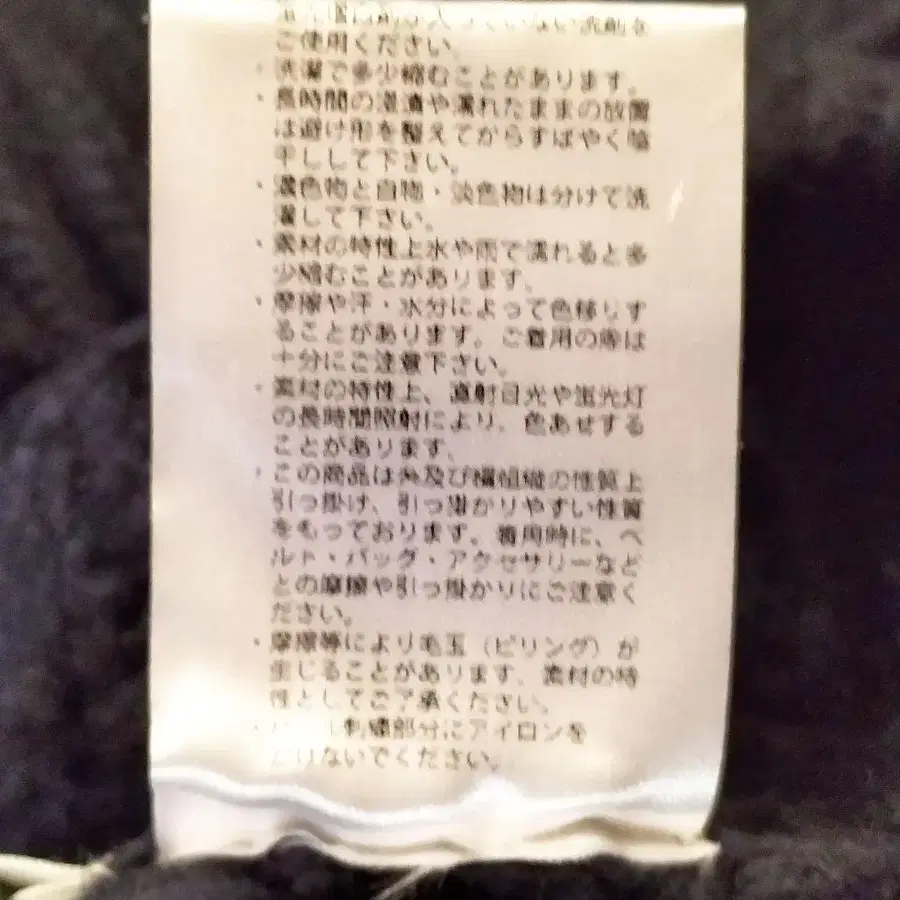 入っていない洗剤を
ご使用ください。
・洗濯で多少縮むことがあります。
・長時間の浸漬や濡れたままの放置
は避け形を整えてからすばやく陰
干しして下さい。
・濃色物と白物・淡色物は分けて洗
濯して下さい。
・素材の特性上水や雨で濡れると多
少縮むことがあります。
・摩擦や汗・水分によって色移りす
ることがあります。ご着用の際は
十分にご注意下さい。
・素材の特性上、直射日光や蛍光灯
の長時間照射により、色あせする
ことがあります。
・この商品は糸及び編組織の性質上
引っ掛け、引っ掛かりやすい性質
をもっております。着用時に、ベ
ルト・バッグ・アクセサリーなど
との摩擦や引っ掛かりにご注意く
ださい。
・摩擦等により毛玉（ピリング）が
生じることがあります。素材の特
性としてご了承ください。
刺繍部分にアイロンを
ないでください。